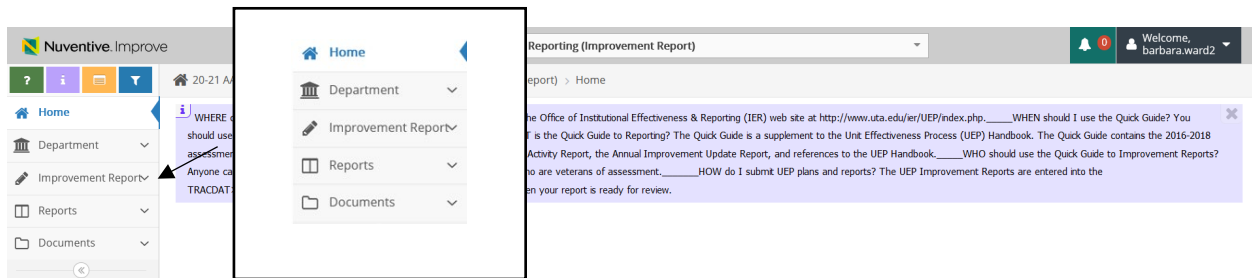 Nuventive. Improve
Reporting (Improvement Report)
0
Welcome,
barbara.ward2
? i
20-21 A
eport) > Home
Home
Department
Improvement Report
Reports
Documents
Home
Department
Improvement Report
Reports
Documents
i WHERE
should use
assessmen
Anyone ca
TRACDAT
he Office of Institutional Effectiveness & Reporting (IER) web site at http://www.uta.edu/ier/UEP/index.php._____WHEN should I use the Quick Guide? You
T is the Quick Guide to Reporting? The Quick Guide is a supplement to the Unit Effectiveness Process (UEP) Handbook. The Quick Guide contains the 2016-2018
Activity Report, the Annual Improvement Update Report, and references to the UEP Handbook._____WHO should use the Quick Guide to Improvement Reports?
ho are veterans of assessment._______HOW do I submit UEP plans and reports? The UEP Improvement Reports are entered into the
en your report is ready for review.